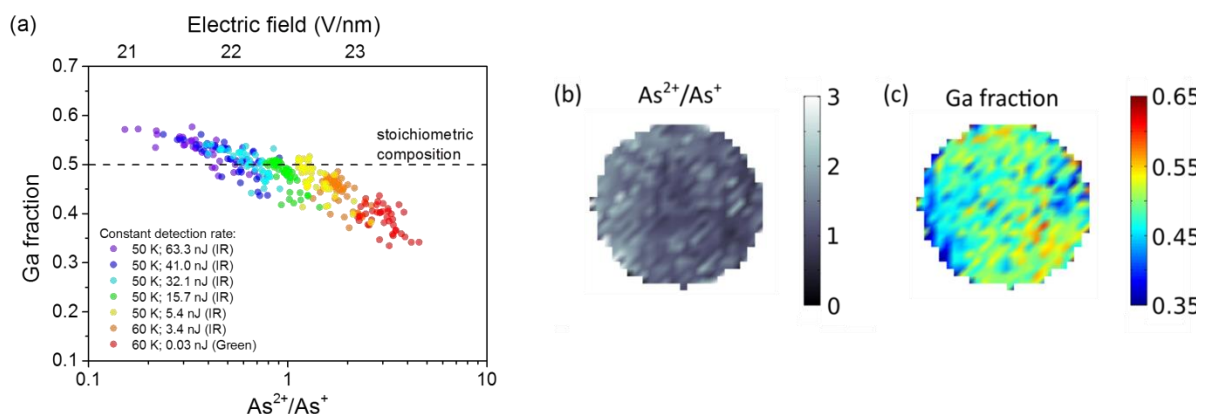 (a)
Electric field (V/nm)
21 22 23
0.7
0.6
0.5
0.4
0.3
0.2
0.1
Ga fraction
stoichiometric
composition
Constant detection rate:
50 K; 63.3 nJ (IR)
50 K; 41.0 nJ (IR)
50 K; 32.1 nJ (IR)
50 K; 15.7 nJ (IR)
50 K; 5.4 nJ (IR)
60 K; 3.4 nJ (IR)
60 K; 0.03 nJ (Green)
0.1 1 10
As²⁺/As⁺
(b)
As²⁺/As⁺
3
2
1
0
(c)
Ga fraction
0.65
0.55
0.45
0.35